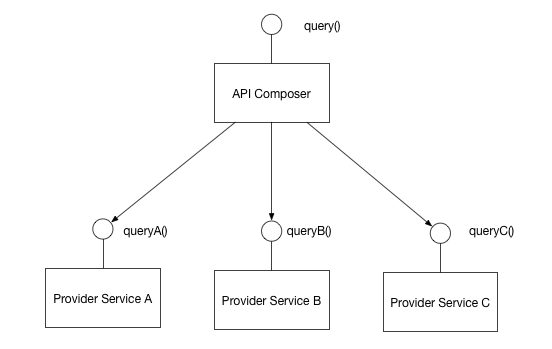 query()
API Composer
queryA()
queryB()
queryC()
Provider Service A
Provider Service B
Provider Service C